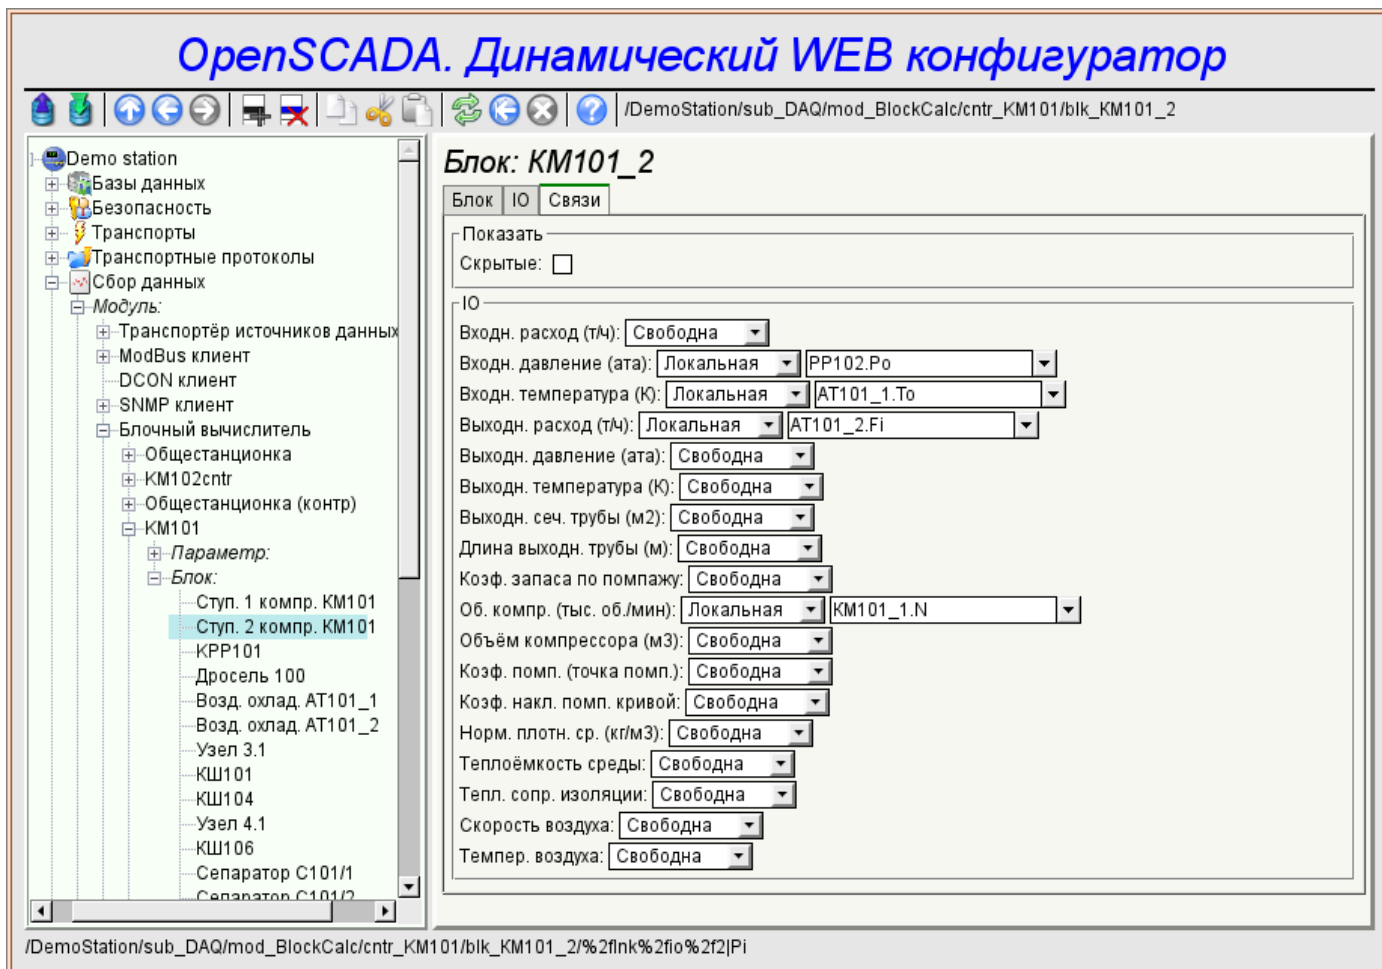 OpenSCADA. Динамический WEB конфигуратор
/DemoStation/sub_DAQ/mod_BlockCalc/cntr_KM101/blk_KM101_2
Demo station
Базы данных
Безопасность
Транспорты
Транспортные протоколы
Сбор данных
Модуль:
Транспортёр источников данных
ModBus клиент
DCON клиент
SNMP клиент
Блочный вычислитель
Общестанционка
KM102cntr
Общестанционка (контр)
KM101
Параметр:
Блок:
Ступ. 1 компр. КМ101
Ступ. 2 компр. КМ101
КРР101
Дросель 100
Возд. охлад. АТ101_1
Возд. охлад. АТ101_2
Узел 3.1
КШ101
КШ104
Узел 4.1
КШ106
Сепаратор С101/1
Сепаратор С101/2
Блок: KM101_2
Блок IO Связи
Показать
Скрытые:
IO
Входн. расход (т/ч): Свободна
Входн. давление (ата): Локальная PP102.Po
Входн. температура (К): Локальная AT101_1.To
Выходн. расход (т/ч): Локальная AT101_2.Fi
Выходн. давление (ата): Свободна
Выходн. температура (К): Свободна
Выходн. сеч. трубы (м2): Свободна
Длина выходн. трубы (м): Свободна
Коэф. запаса по помпажу: Свободна
Об. компр. (тыс. об./мин): Локальная KM101_1.N
Объём компрессора (м3): Свободна
Коэф. помп. (точка помп.): Свободна
Коэф. накл. помп. кривой: Свободна
Норм. плотн. ср. (кг/м3): Свободна
Теплоёмкость среды: Свободна
Тепл. сопр. изоляции: Свободна
Скорость воздуха: Свободна
Темпер. воздуха: Свободна
/DemoStation/sub_DAQ/mod_BlockCalc/cntr_KM101/blk_KM101_2/%2flnk%2fio%2f2|Pi